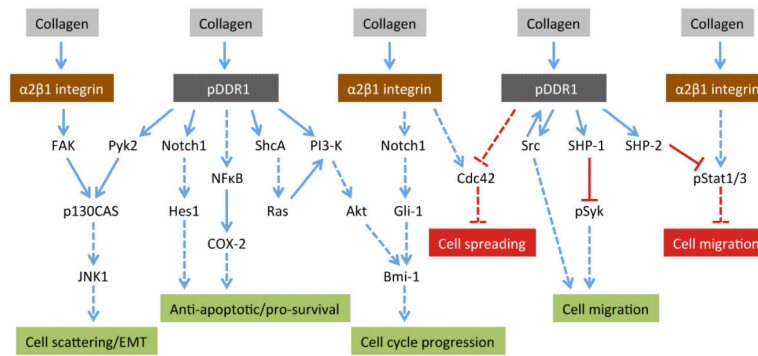 Collagen Collagen Collagen Collagen Collagen
α2β1 integrin pDDR1 α2β1 integrin pDDR1 α2β1 integrin
FAK Pyk2 Notch1 ShcA PI3-K Notch1 Src SHP-1 SHP-2
NFκB Cdc42 pStat1/3
p130CAS Hes1 Ras Akt Gli-1 pSyk
COX-2 Cell spreading Cell migration
JNK1 Bmi-1
Anti-apoptotic/pro-survival Cell migration
Cell scattering/EMT Cell cycle progression